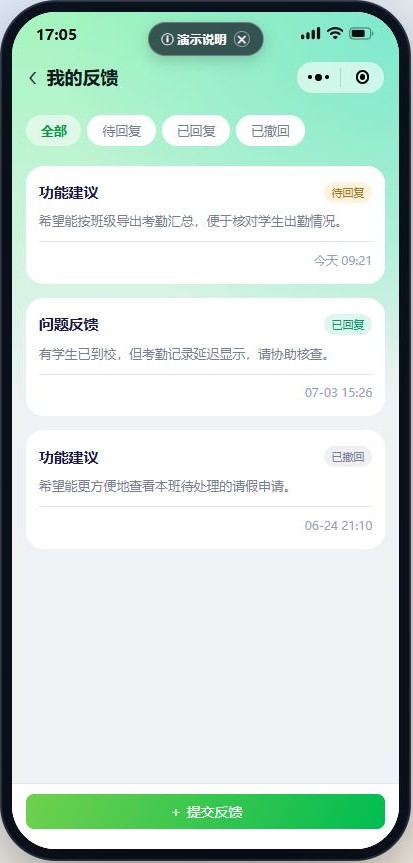 17:05
演示说明
我的反馈
全部 待回复 已回复 已撤回
功能建议 待回复
希望能按班级导出考勤汇总，便于核对学生出勤情况。
今天 09:21
问题反馈 已回复
有学生已到校，但考勤记录延迟显示，请协助核查。
07-03 15:26
功能建议 已撤回
希望能更方便地查看本班待处理的请假申请。
06-24 21:10
+ 提交反馈